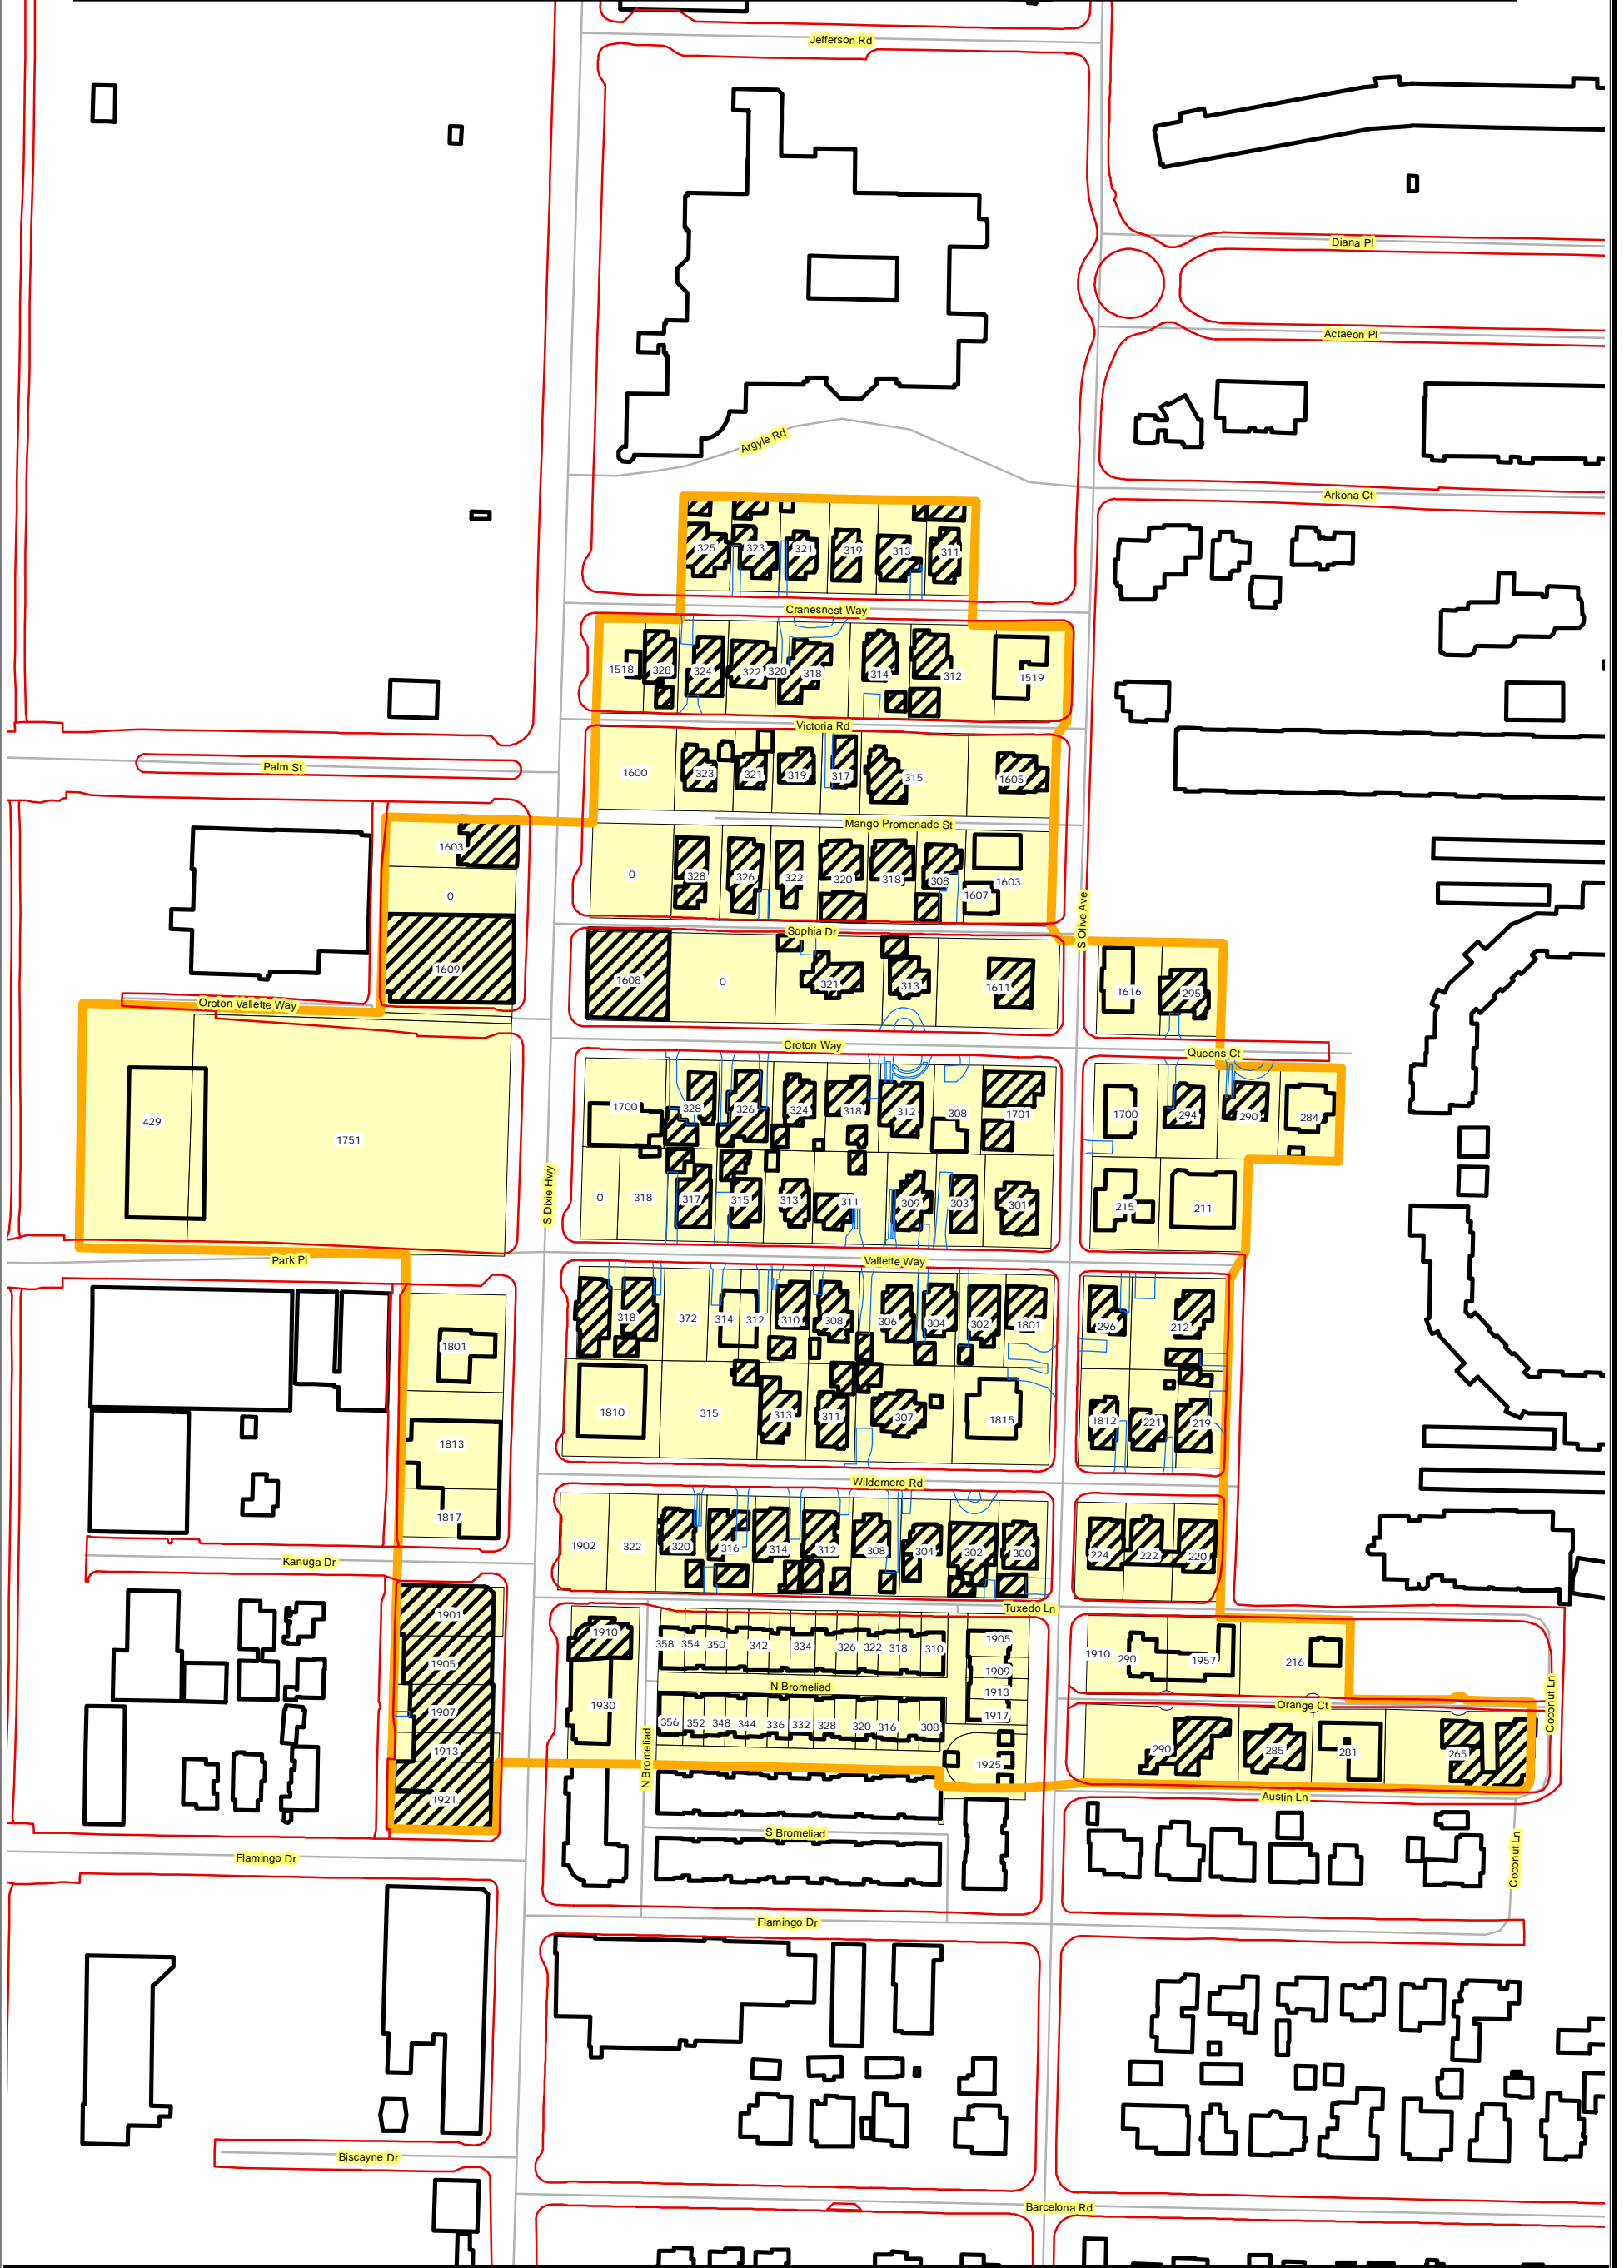 Jefferson Rd
Diana Pl
Actaeon Pl
Argyle Rd
Arkona Ct
325 323 321 319 313 311
Cranesnest Way
1518 328 324 322 320 318 314 312 1519
Victoria Rd
Palm St
1600 323 321 319 317 315 1605
Mango Promenade St
1603
0
328 326 322 320 318 308 1603
1607
0
S Olive Ave
Sophia Dr
1609
1608 0 321 313 1611 1616 295
Oroton Vallette Way
Croton Way
Queens Ct
1700 328 326 324 318 312 308 1701 1700 294 290 284
429
1751
S Dixie Hwy
0 318 317 315 313 311 309 303 301 215 211
Park Pl
Vallette Way
318 372 314 312 310 308 306 304 302 1801 296 212
1801
1810 315 313 311 307 1815 1812 221 219
1813
Wildemere Rd
1817
1902 322 320 316 314 312 308 304 302 300 224 222 220
Kanuga Dr
Tuxedo Ln
1901
1910 358 354 350 342 334 326 322 318 310 1905
1910 290 1957 216
1905
1909
N Bromeliad
1913
1930
Orange Ct
Coconut Ln
1907
356 352 348 344 336 332 328 320 316 308 1917
N Bromeliad
1913
1925
290 285 281 265
1921
Austin Ln
S Bromeliad
Coconut Ln
Flamingo Dr
Flamingo Dr
Biscayne Dr
Barcelona Rd